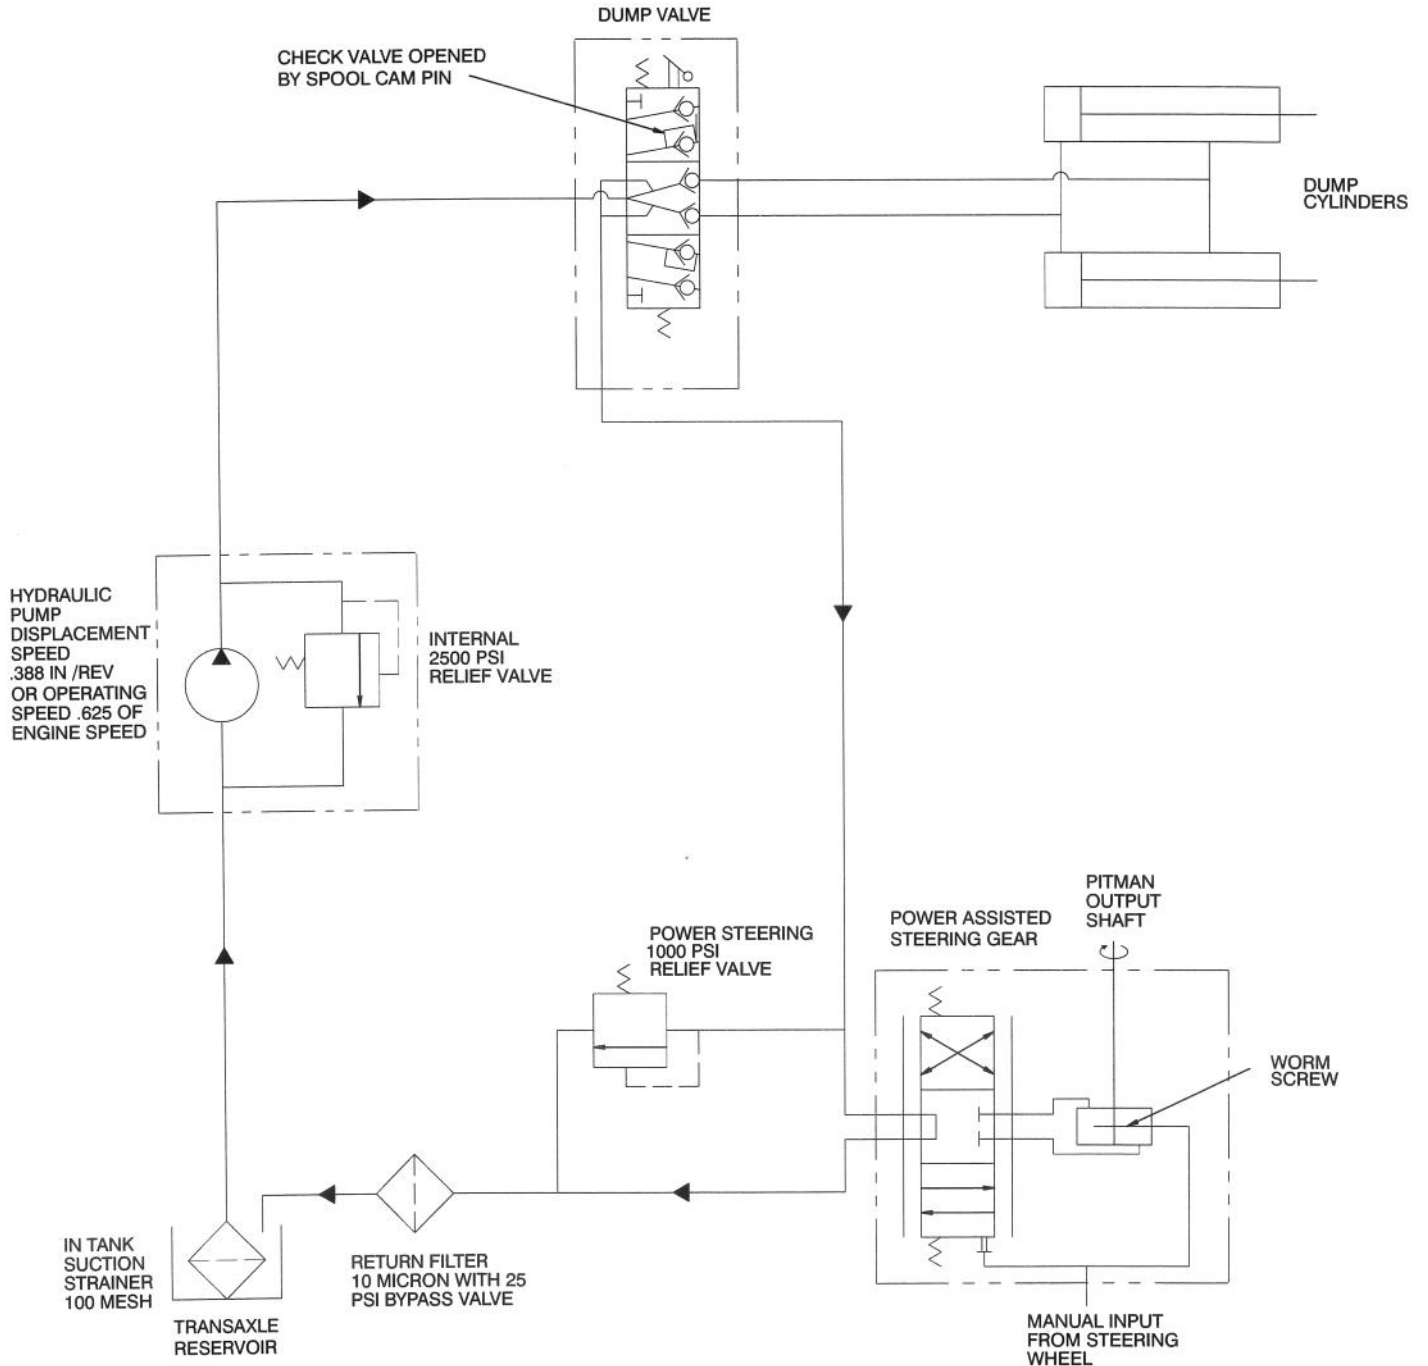 DUMP VALVE
CHECK VALVE OPENED
BY SPOOL CAM PIN
DUMP
CYLINDERS
HYDRAULIC
PUMP
DISPLACEMENT
SPEED
.388 IN /REV
OR OPERATING
SPEED .625 OF
ENGINE SPEED
INTERNAL
2500 PSI
RELIEF VALVE
POWER STEERING
1000 PSI
RELIEF VALVE
POWER ASSISTED
STEERING GEAR
PITMAN
OUTPUT
SHAFT
WORM
SCREW
IN TANK
SUCTION
STRAINER
100 MESH
TRANSAXLE
RESERVOIR
RETURN FILTER
10 MICRON WITH 25
PSI BYPASS VALVE
MANUAL INPUT
FROM STEERING
WHEEL